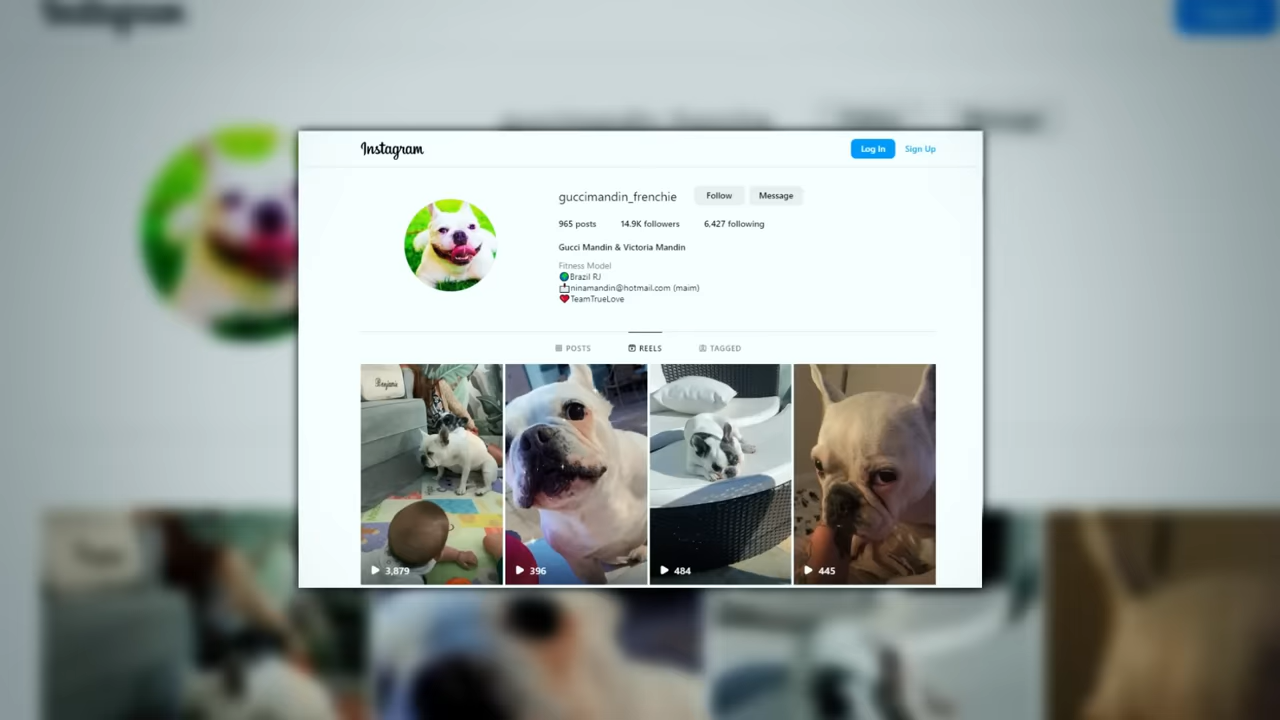 Instagram
Log In
Sign Up
guccimandin_frenchie
Follow
Message
965 posts
14.9K followers
6,427 following
Gucci Mandin & Victoria Mandin
Fitness Model
Brazil RJ
ninamandin@hotmail.com (maim)
TeamTrueLove
POSTS
REELS
TAGGED
3,879
396
484
445